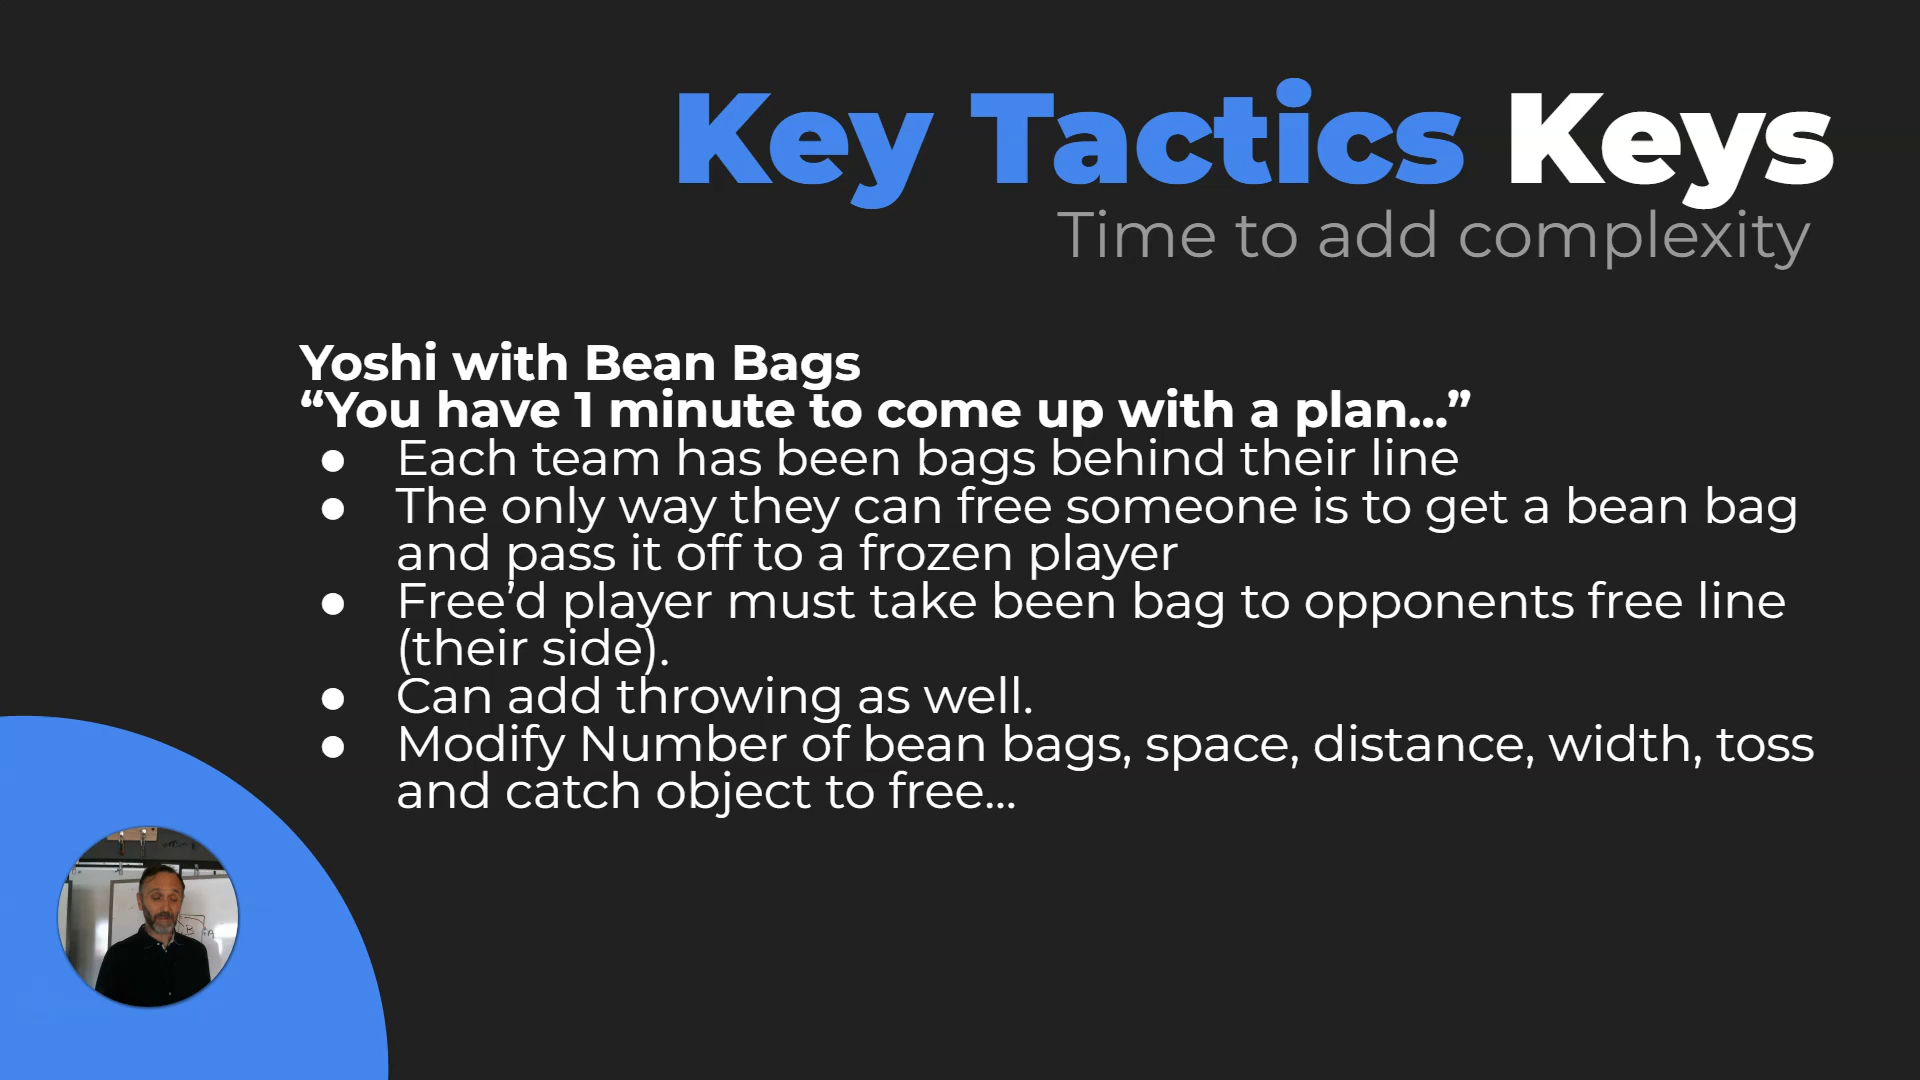 Key Tactics Keys
Time to add complexity
Yoshi with Bean Bags
“You have 1 minute to come up with a plan…”
● Each team has been bags behind their line
● The only way they can free someone is to get a bean bag
and pass it off to a frozen player
● Free’d player must take been bag to opponents free line
(their side).
● Can add throwing as well.
● Modify Number of bean bags, space, distance, width, toss
and catch object to free…